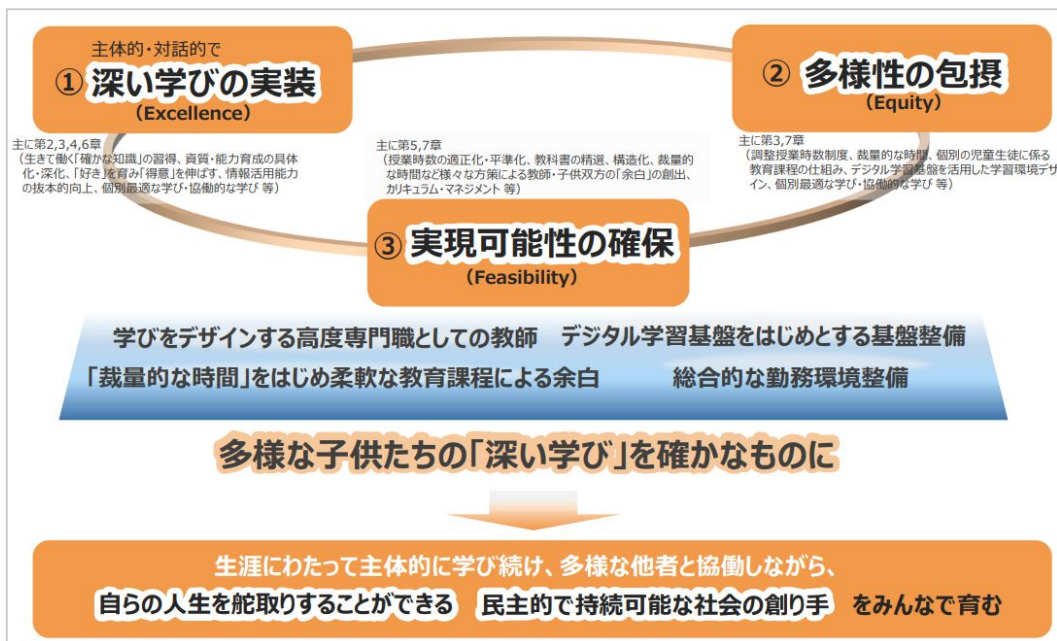 主体的・対話的で
① 深い学びの実装
(Excellence)
② 多様性の包摂
(Equity)
主に第2,3,4,6章
(生きて働く「確かな知識」の習得、資質・能力育成の具体
化・深化、「好き」を育み「得意」を伸ばす、情報活用能力
の抜本的向上、個別最適な学び・協働的な学び 等)
主に第5,7章
(授業時数の適正化・平準化、教科書の精選、構造化、裁量的
な時間など様々な方策による教師・子供双方の「余白」の創出、
カリキュラム・マネジメント 等)
主に第3,7章
(調整授業時数制度、裁量的な時間、個別の児童生徒に係る
教育課程の仕組み、デジタル学習基盤を活用した学習環境デザ
イン、個別最適な学び・協働的な学び 等)
③ 実現可能性の確保
(Feasibility)
学びをデザインする高度専門職としての教師 デジタル学習基盤をはじめとする基盤整備
「裁量的な時間」をはじめ柔軟な教育課程による余白 総合的な勤務環境整備
多様な子供たちの「深い学び」を確かなものに
生涯にわたって主体的に学び続け、多様な他者と協働しながら、
自らの人生を舵取りすることができる 民主的で持続可能な社会の創り手 をみんなで育む